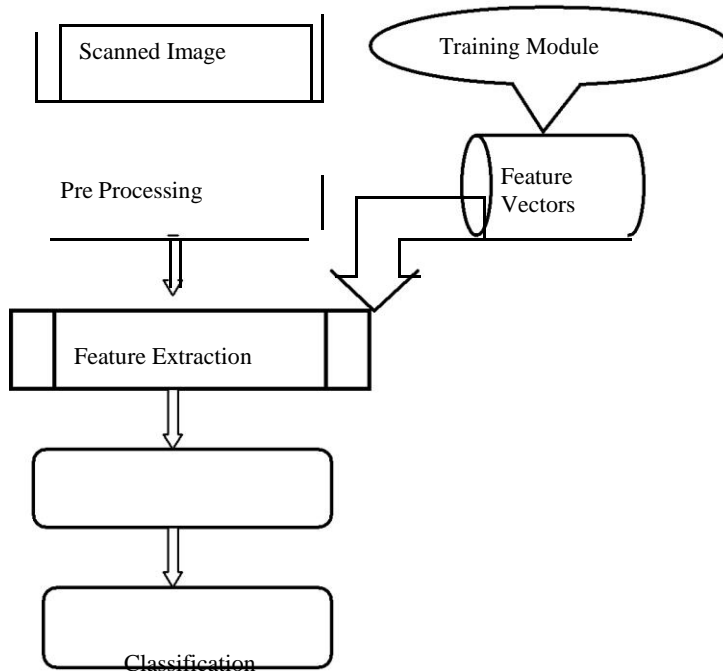 Scanned Image
Training Module
Pre Processing
Feature
Vectors
Feature Extraction
Classification